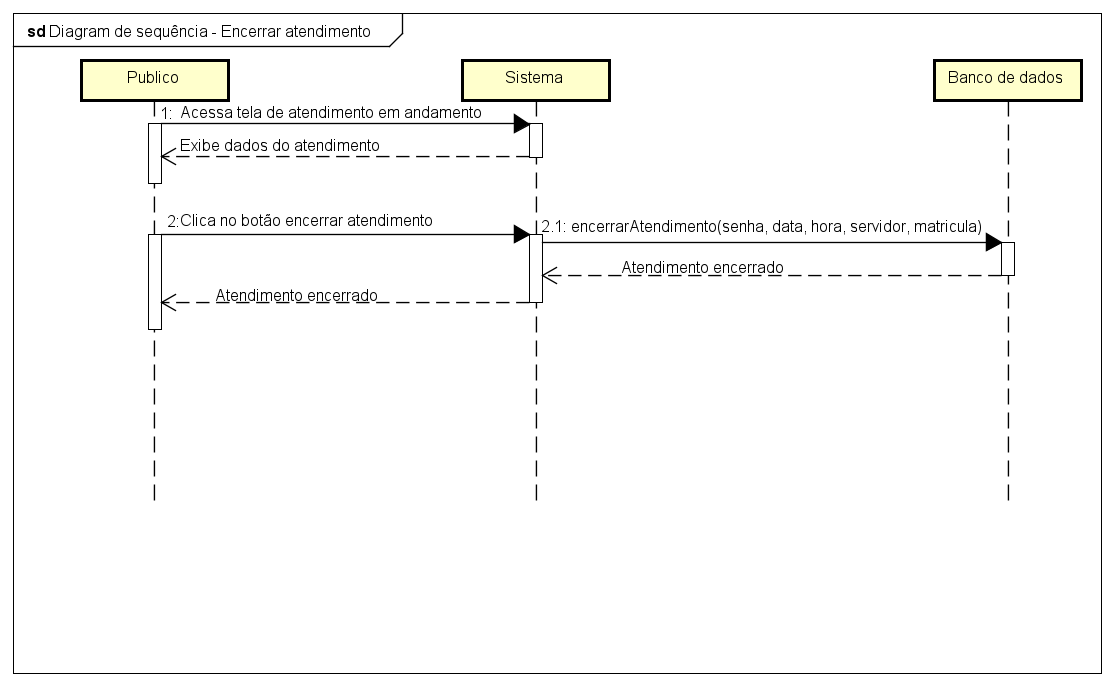 sd Diagram de sequência - Encerrar atendimento
Publico
Sistema
Banco de dados
1: Acessa tela de atendimento em andamento
Exibe dados do atendimento
2:Clica no botão encerrar atendimento
2.1: encerrarAtendimento(senha, data, hora, servidor, matricula)
Atendimento encerrado
Atendimento encerrado